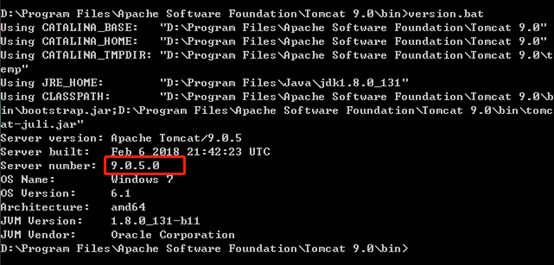 D:\Program Files\Apache Software Foundation\Tomcat 9.0\bin>version.bat
Using CATALINA_BASE:   "D:\Program Files\Apache Software Foundation\Tomcat 9.0"
Using CATALINA_HOME:   "D:\Program Files\Apache Software Foundation\Tomcat 9.0"
Using CATALINA_TMPDIR: "D:\Program Files\Apache Software Foundation\Tomcat 9.0\t
emp"
Using JRE_HOME:        "D:\Program Files\Java\jdk1.8.0_131"
Using CLASSPATH:       "D:\Program Files\Apache Software Foundation\Tomcat 9.0\b
in\bootstrap.jar;D:\Program Files\Apache Software Foundation\Tomcat 9.0\bin\tomc
at-juli.jar"
Server version: Apache Tomcat/9.0.5
Server built:   Feb 6 2018 21:42:23 UTC
Server number:  9.0.5.0
OS Name:        Windows 7
OS Version:     6.1
Architecture:   amd64
JVM Version:    1.8.0_131-b11
JVM Vendor:     Oracle Corporation
D:\Program Files\Apache Software Foundation\Tomcat 9.0\bin>